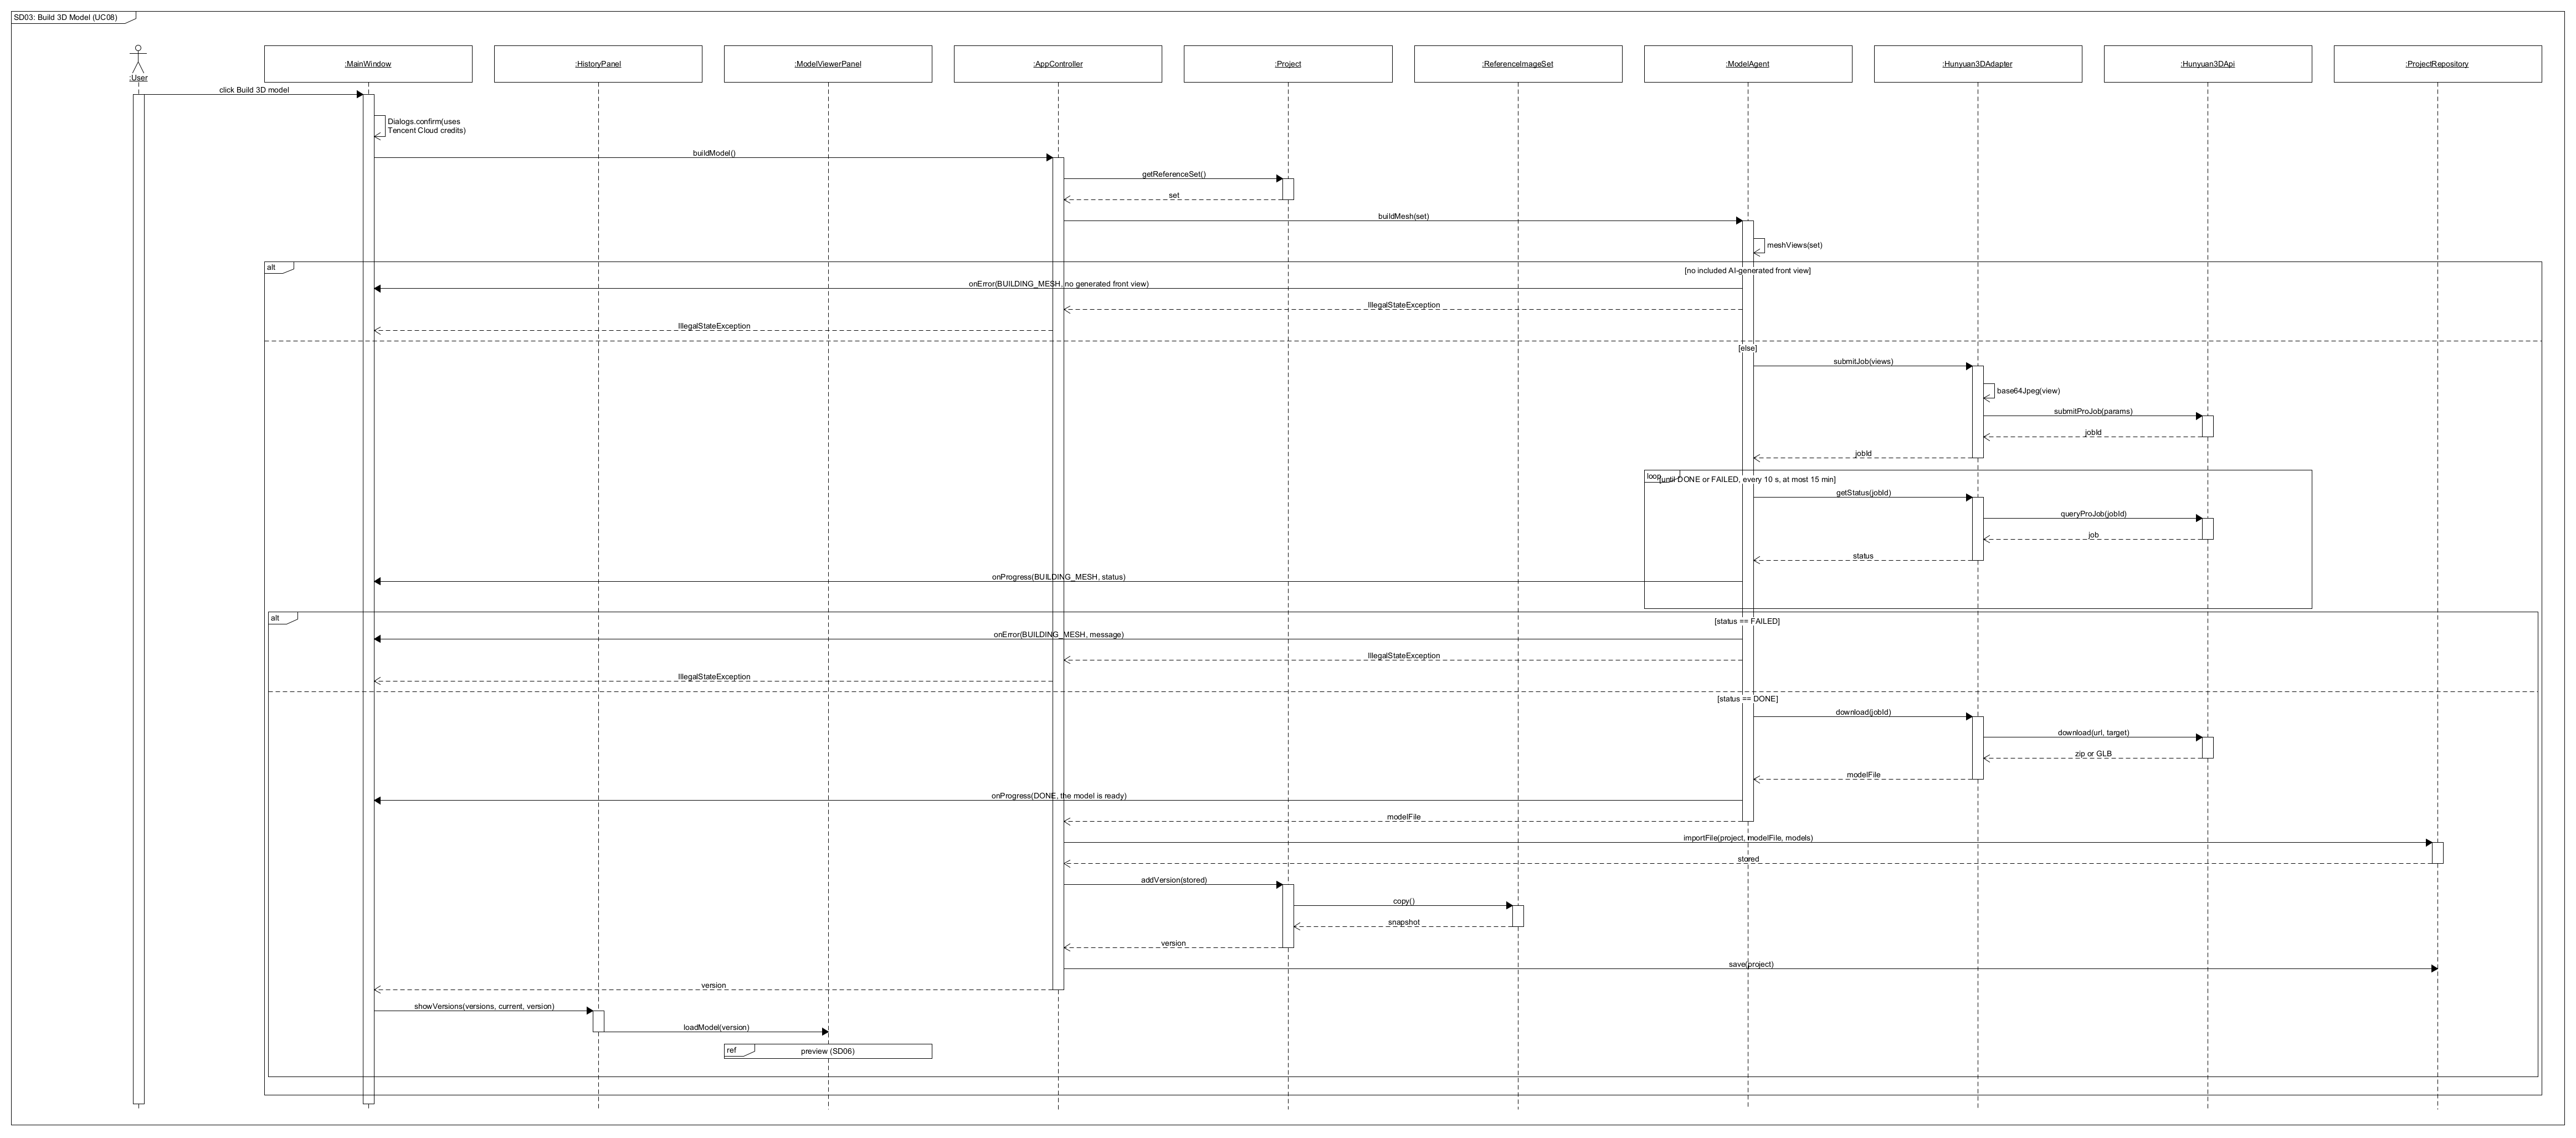 SD03: Build 3D Model (UC08)
:User
:MainWindow
:HistoryPanel
:ModelViewerPanel
:AppController
:Project
:ReferenceImageSet
:ModelAgent
:Hunyuan3DAdapter
:Hunyuan3DApi
:ProjectRepository
click Build 3D model
Dialogs.confirm(uses
Tencent Cloud credits)
buildModel()
getReferenceSet()
set
buildMesh(set)
meshViews(set)
alt
[no included AI-generated front view]
onError(BUILDING_MESH, no generated front view)
IllegalStateException
IllegalStateException
[else]
submitJob(views)
base64Jpeg(view)
submitProJob(params)
jobId
jobId
loop
[until DONE or FAILED, every 10 s, at most 15 min]
getStatus(jobId)
queryProJob(jobId)
job
status
onProgress(BUILDING_MESH, status)
alt
[status == FAILED]
onError(BUILDING_MESH, message)
IllegalStateException
IllegalStateException
[status == DONE]
download(jobId)
download(url, target)
zip or GLB
modelFile
onProgress(DONE, the model is ready)
modelFile
importFile(project, modelFile, models)
stored
addVersion(stored)
copy()
snapshot
version
save(project)
version
showVersions(versions, current, version)
loadModel(version)
ref
preview (SD06)